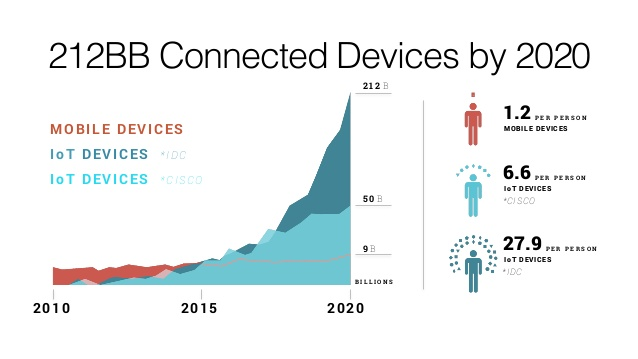 212BB Connected Devices by 2020
MOBILE DEVICES
IoT DEVICES *IDC
IoT DEVICES *CISCO
212 B
50 B
9 B
BILLIONS
2010 2015 2020
1.2 PER PERSON
MOBILE DEVICES
6.6 PER PERSON
IoT DEVICES
*CISCO
27.9 PER PERSON
IoT DEVICES
*IDC